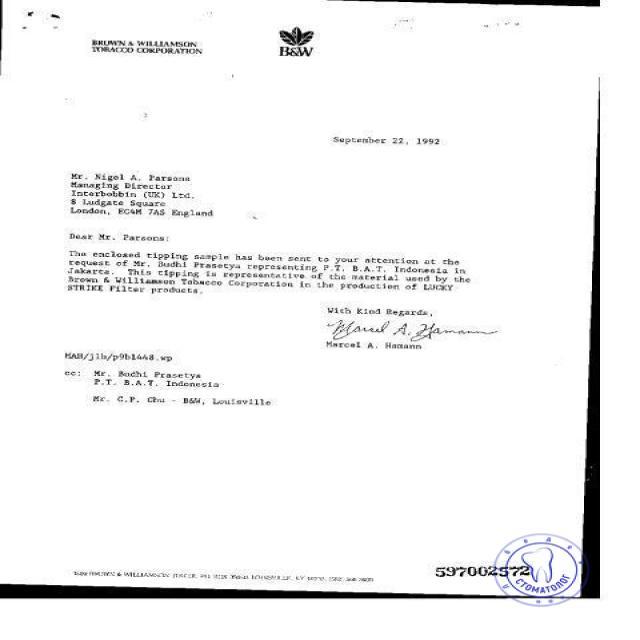 BROWN & WILLIAMSON
TOBACCO CORPORATION
B&W
September 22, 1992
Mr. Nigel A. Parsons
Managing Director
Interbobbin (UK) Ltd.
8 Ludgate Square
London, EC4M 7AS England
Dear Mr. Parsons:
The enclosed tipping sample has been sent to your attention at the
request of Mr. Budhi Prasetya representing P.T. B.A.T. Indonesia in
Jakarta. This tipping is representative of the material used by the
Brown & Williamson Tobacco Corporation in the production of LUCKY
STRIKE Filter products.
With Kind Regards,
Marcel A. Hamann
Marcel A. Hamann
MAH/jlb/p9b1448.wp
cc: Mr. Budhi Prasetya
P.T. B.A.T. Indonesia
Mr. C.P. Chu - B&W, Louisville
BROWN & WILLIAMSON TOWER, LOUISVILLE, KY
597002572
СТОМАТОЛОГ